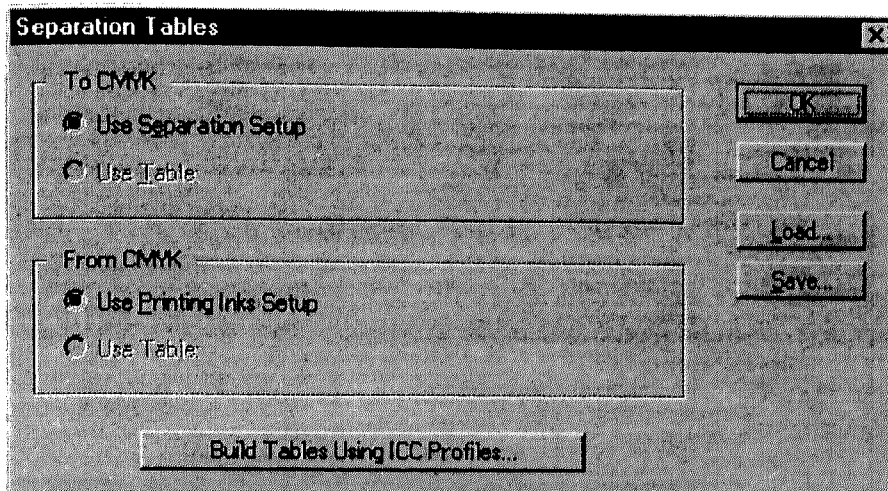 Separation Tables
To CMYK
Use Separation Setup
Use Table:
From CMYK
Use Printing Inks Setup
Use Table:
OK
Cancel
Load...
Save...
Build Tables Using ICC Profiles...